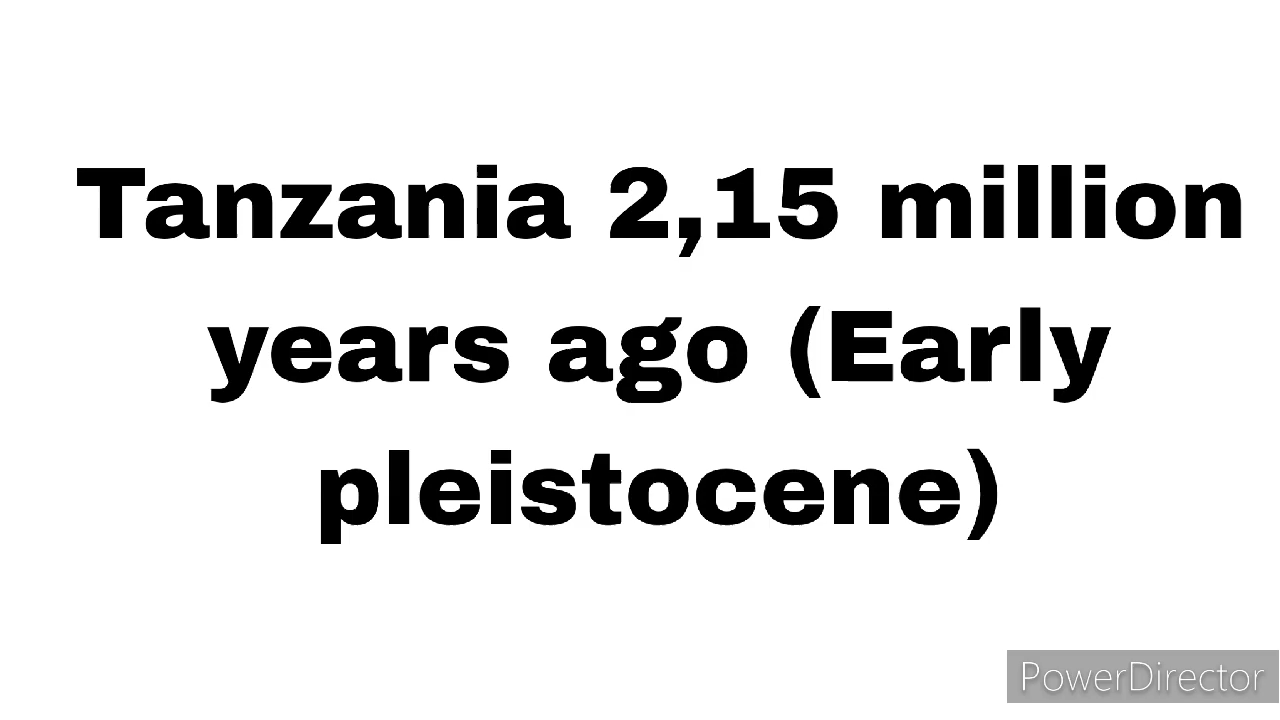 Tanzania 2,15 million
years ago (Early
pleistocene)
PowerDirector